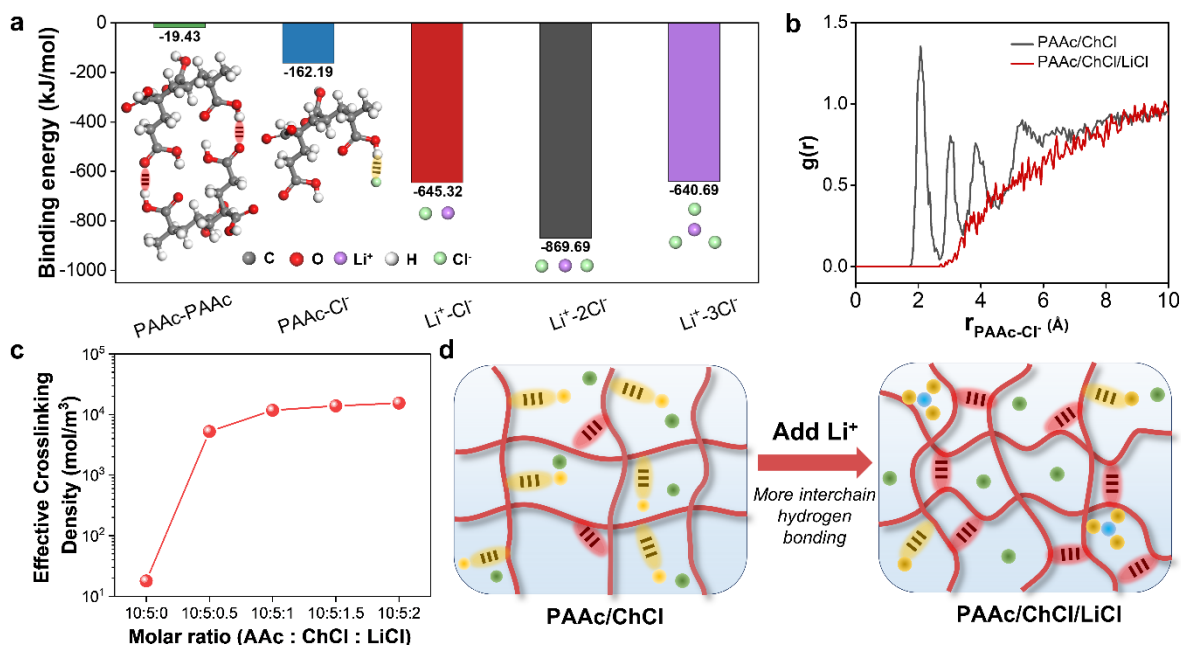 a
Binding energy (kJ/mol)
0
-200
-400
-600
-800
-1000
-19.43
-162.19
-645.32
-869.69
-640.69
C O Li⁺ H Cl⁻
PAAc-PAAc
PAAc-Cl⁻
Li⁺-Cl⁻
Li⁺-2Cl⁻
Li⁺-3Cl⁻
b
PAAc/ChCl
PAAc/ChCl/LiCl
g(r)
1.5
1.0
0.5
0.0
0 2 4 6 8 10
r PAAc-Cl⁻ (Å)
c
Effective Crosslinking
Density (mol/m³)
10⁵
10⁴
10³
10²
10¹
10:5:0 10:5:0.5 10:5:1 10:5:1.5 10:5:2
Molar ratio (AAc : ChCl : LiCl)
d
Add Li⁺
More interchain
hydrogen
bonding
PAAc/ChCl
PAAc/ChCl/LiCl